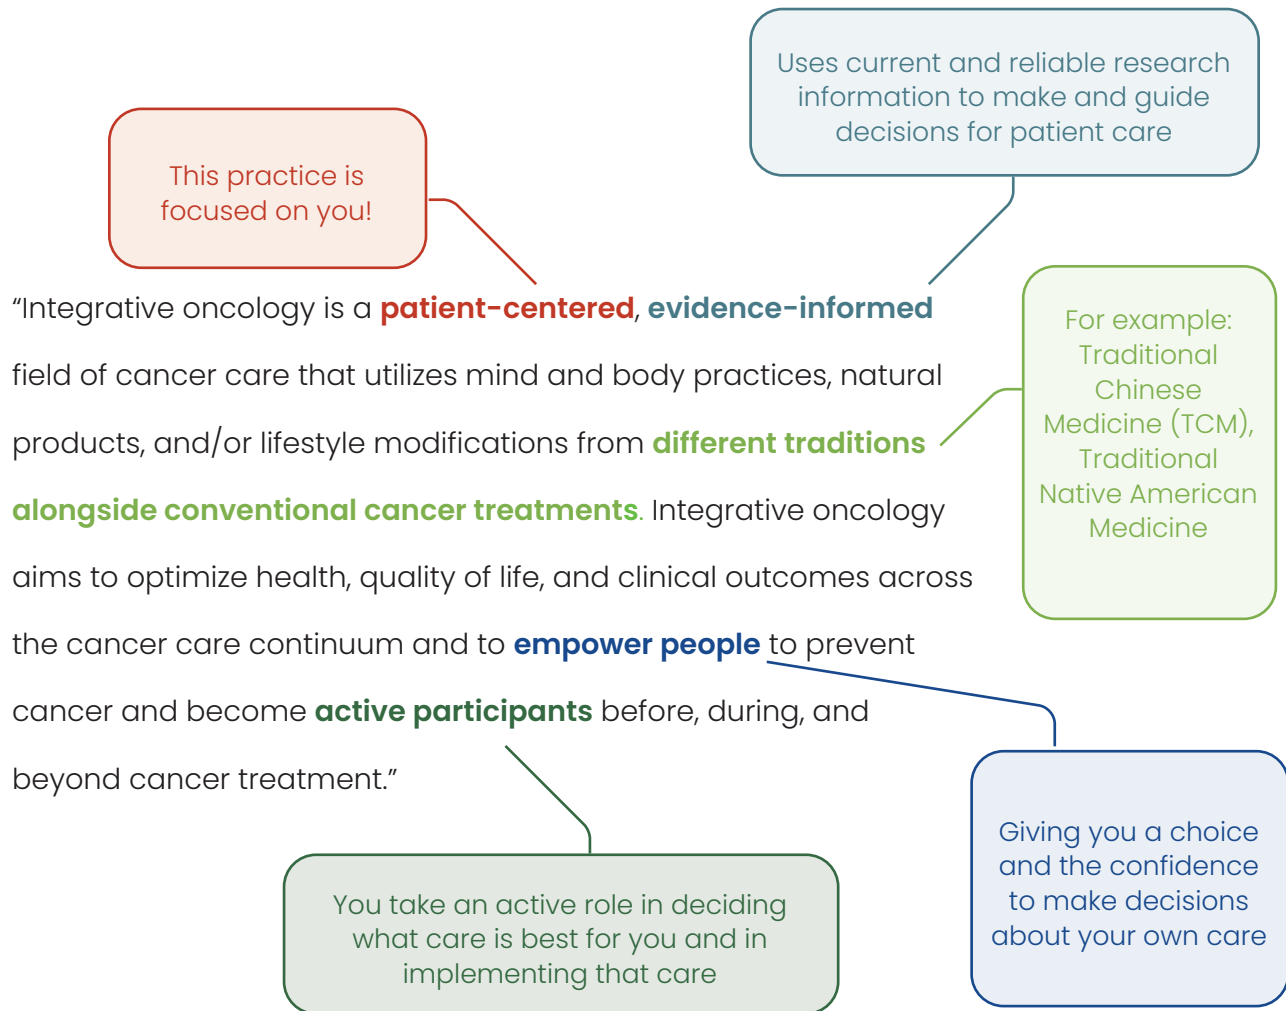 Uses current and reliable research
information to make and guide
decisions for patient care
This practice is
focused on you!
“Integrative oncology is a patient-centered, evidence-informed
field of cancer care that utilizes mind and body practices, natural
products, and/or lifestyle modifications from different traditions
alongside conventional cancer treatments. Integrative oncology
aims to optimize health, quality of life, and clinical outcomes across
the cancer care continuum and to empower people to prevent
cancer and become active participants before, during, and
beyond cancer treatment.”
For example:
Traditional
Chinese
Medicine (TCM),
Traditional
Native American
Medicine
Giving you a choice
and the confidence
to make decisions
about your own care
You take an active role in deciding
what care is best for you and in
implementing that care